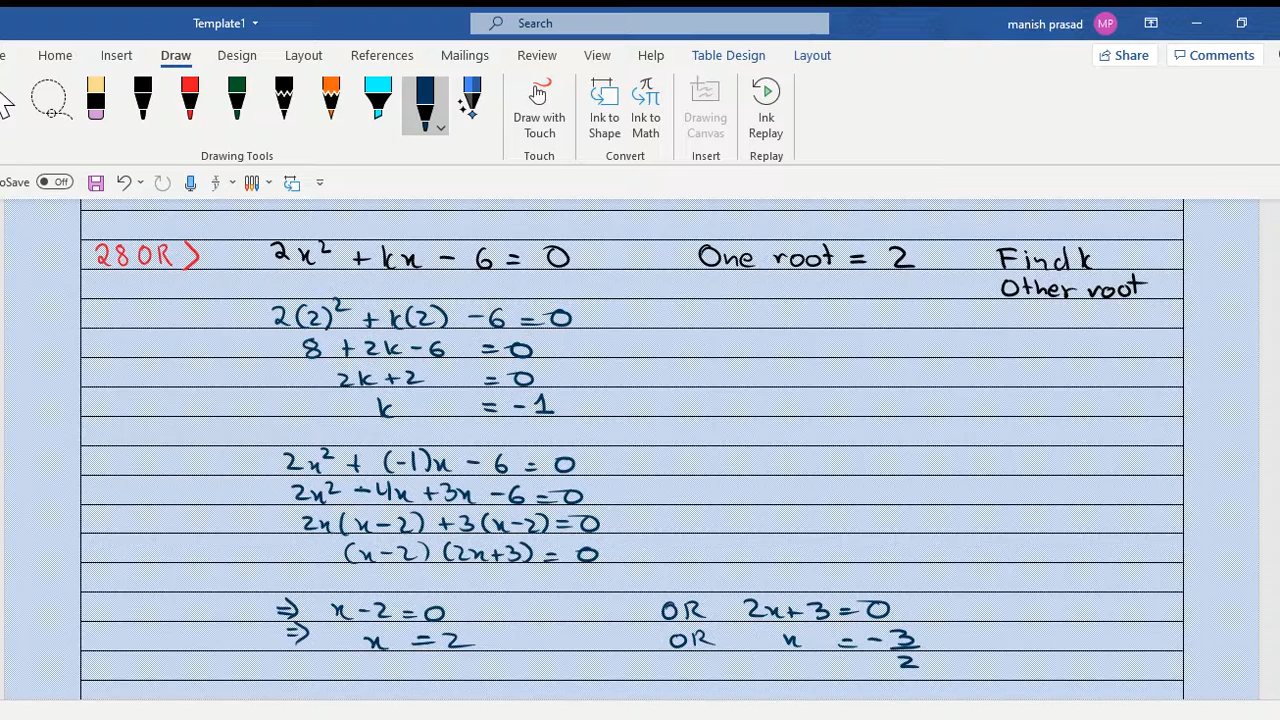 Template1
Search
manish prasad
MP
Home Insert Draw Design Layout References Mailings Review View Help Table Design Layout
Share
Comments
Draw with Touch
Ink to Shape
Ink to Math
Drawing Canvas
Ink Replay
Drawing Tools
Touch
Convert
Insert
Replay
oSave Off
28 OR > 2x² + kx - 6 = 0 One root = 2 Find k
Other root
2(2)² + k(2) - 6 = 0
8 + 2k - 6 = 0
2k + 2 = 0
k = -1
2x² + (-1)x - 6 = 0
2x² - 4x + 3x - 6 = 0
2x(x-2) + 3(x-2) = 0
(x-2) (2x+3) = 0
⇒ x - 2 = 0 OR 2x + 3 = 0
⇒ x = 2 OR x = -3/2